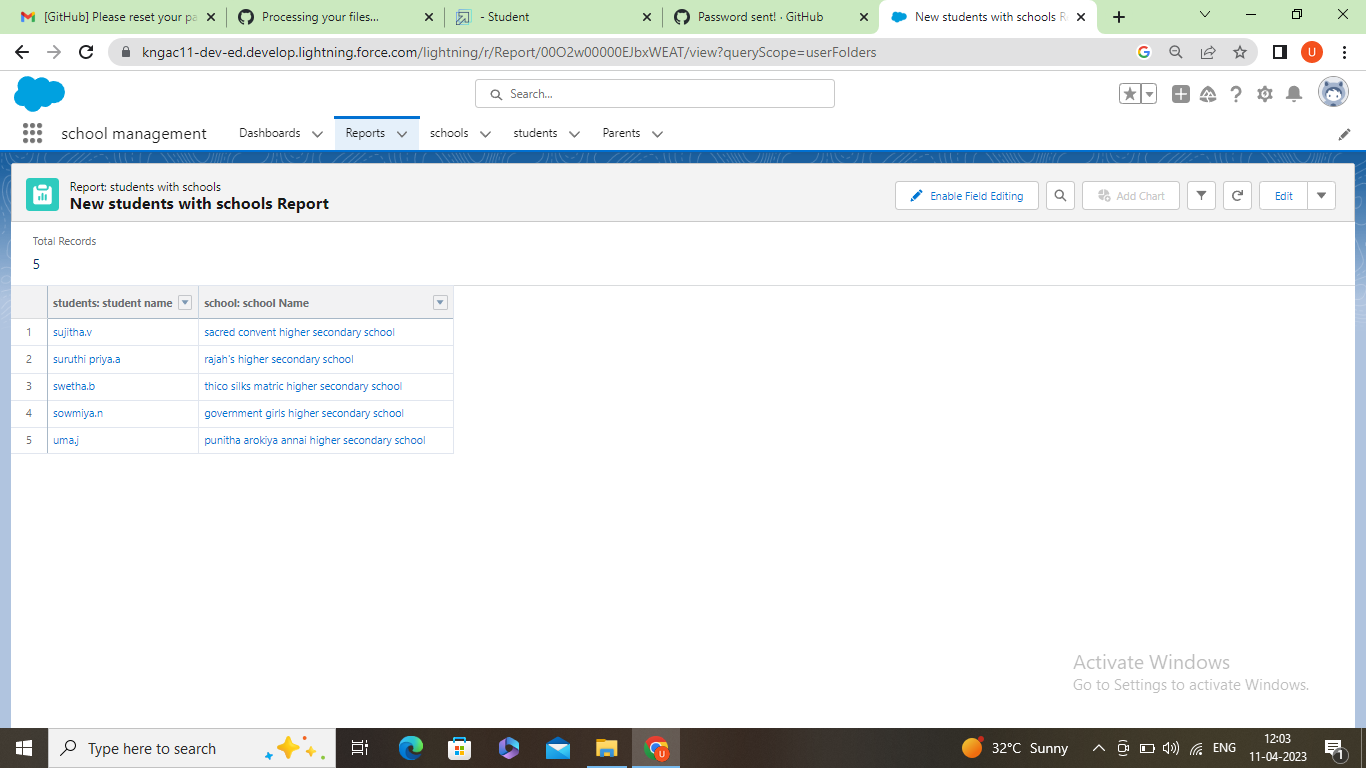 [GitHub] Please reset your pa
Processing your files...
- Student
Password sent! · GitHub
New students with schools R
kngac11-dev-ed.develop.lightning.force.com/lightning/r/Report/00O2w00000EJbxWEAT/view?queryScope=userFolders
U
Search...
school management
Dashboards
Reports
schools
students
Parents
Report: students with schools
New students with schools Report
Enable Field Editing
Add Chart
Edit
Total Records
5
students: student name
school: school Name
1 sujitha.v sacred convent higher secondary school
2 suruthi priya.a rajah's higher secondary school
3 swetha.b thico silks matric higher secondary school
4 sowmiya.n government girls higher secondary school
5 uma.j punitha arokiya annai higher secondary school
Activate Windows
Go to Settings to activate Windows.
Type here to search
U
32°C Sunny
ENG
12:03
11-04-2023
1